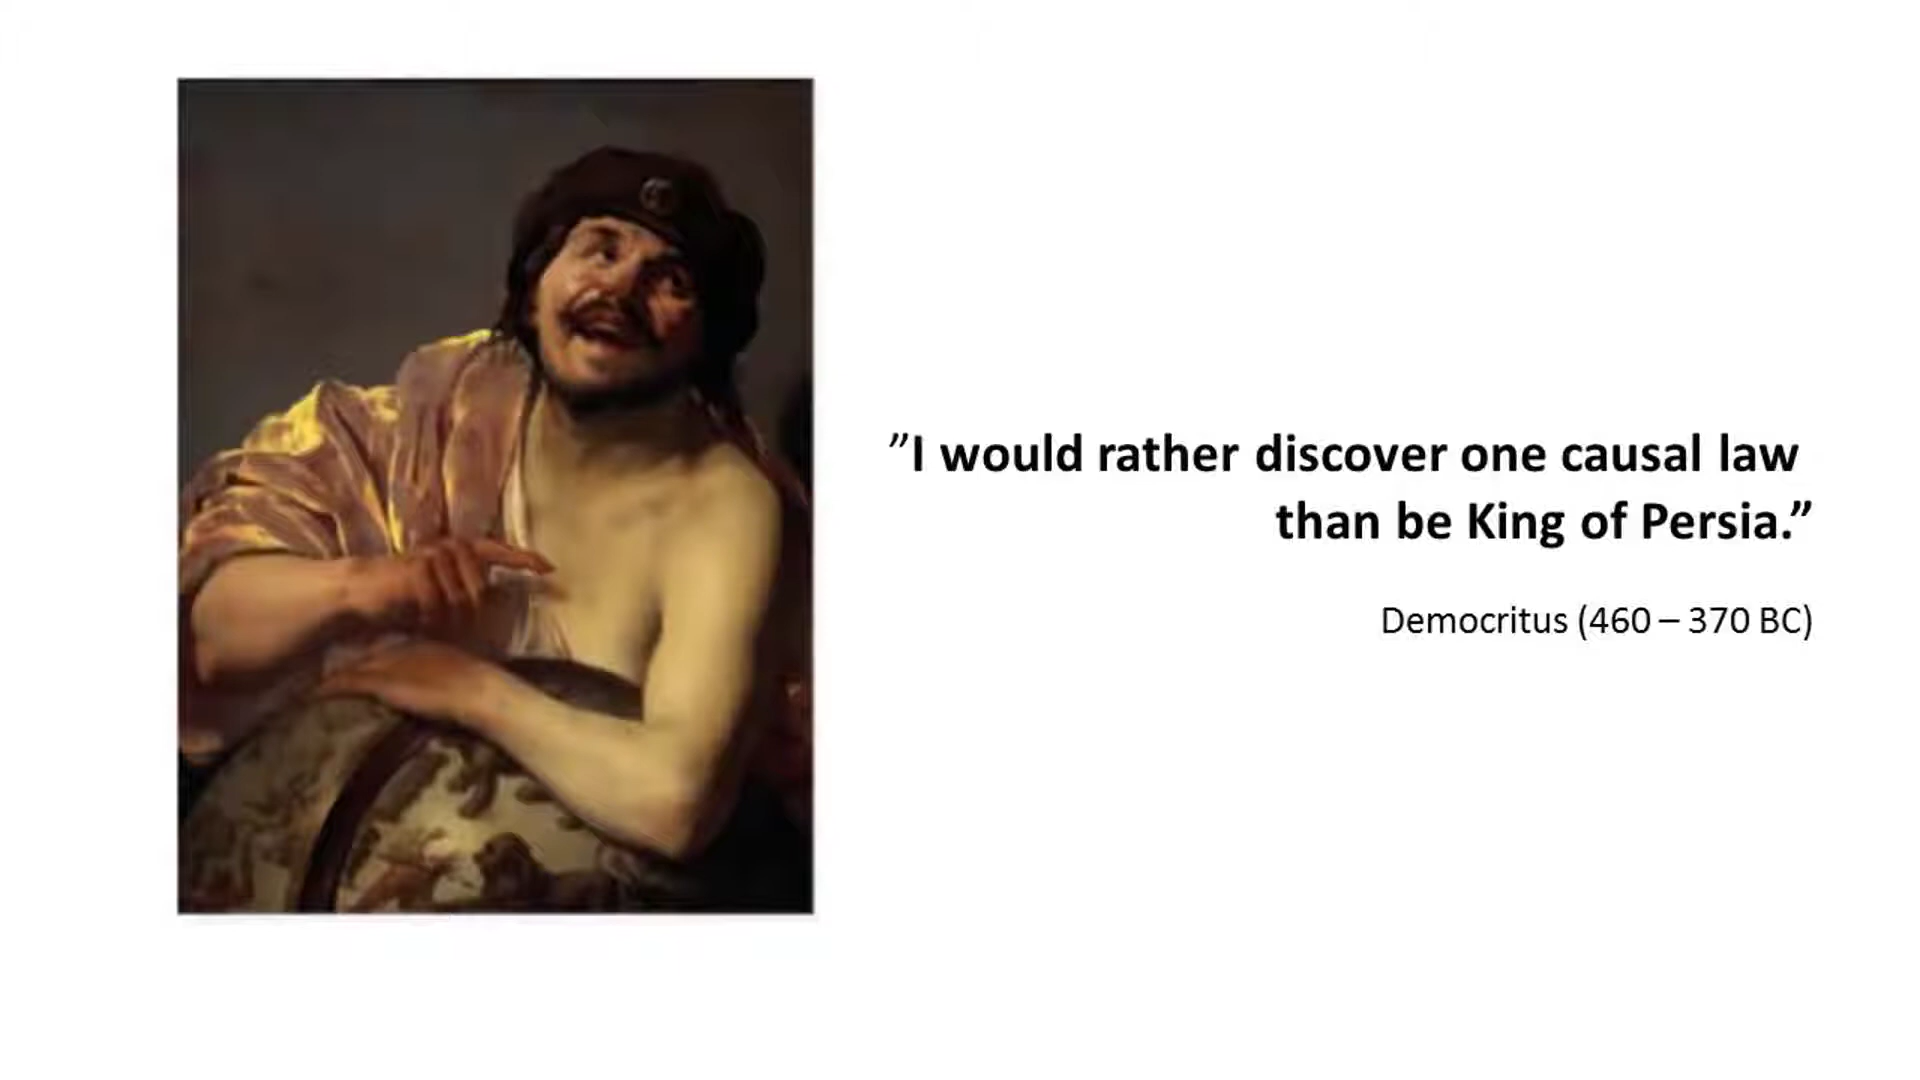 ”I would rather discover one causal law
than be King of Persia.”
Democritus (460 – 370 BC)